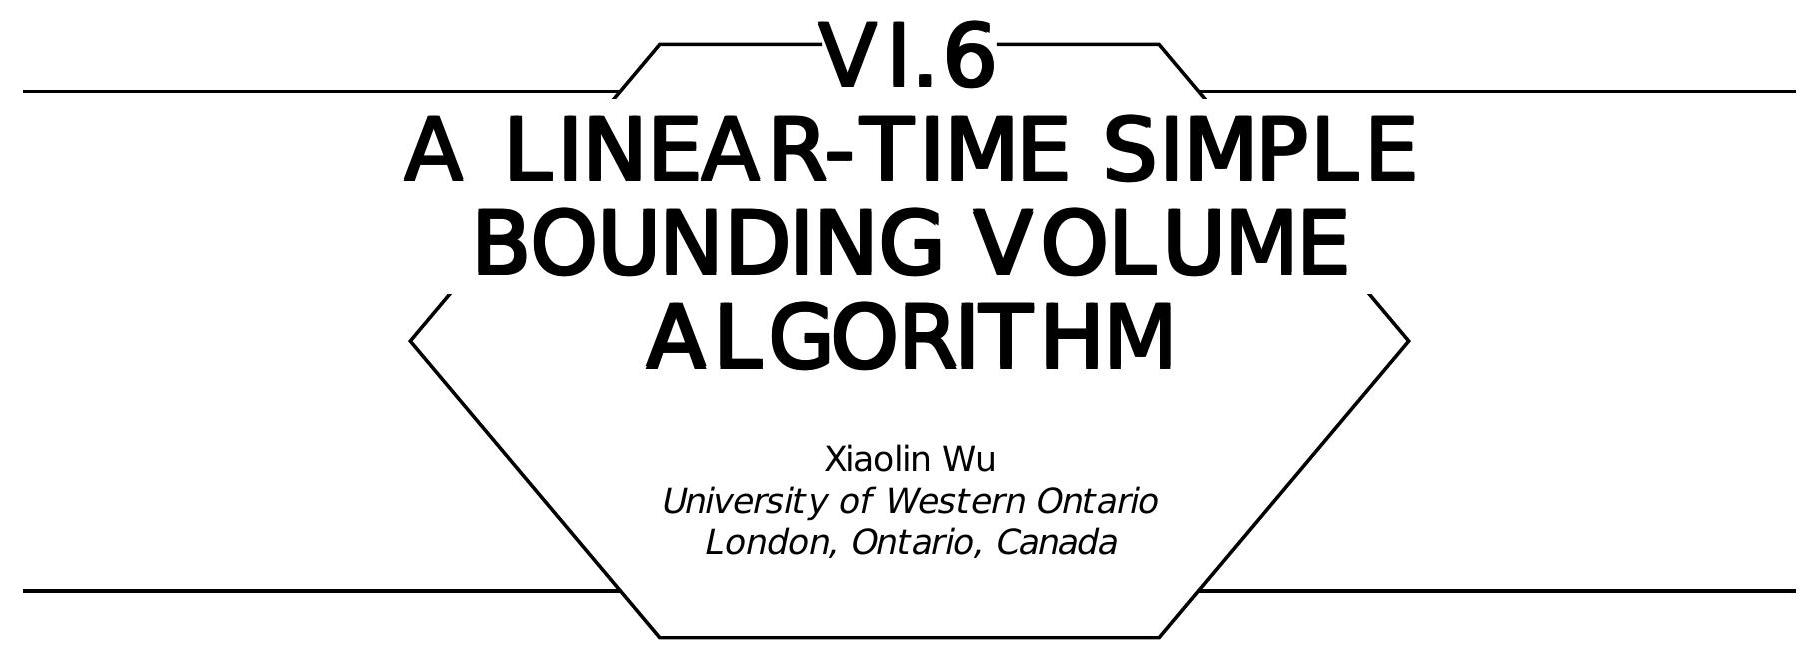 VI.6
A LINEAR-TIME SIMPLE
BOUNDING VOLUME
ALGORITHM
Xiaolin Wu
University of Western Ontario
London, Ontario, Canada